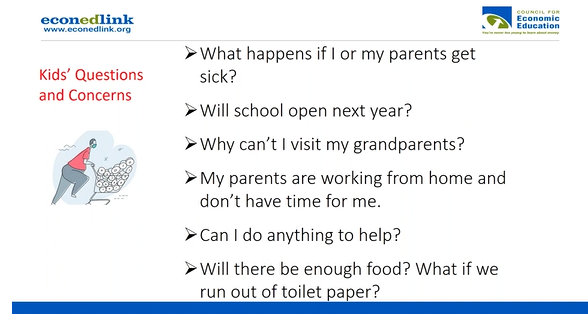 econedlink
www.econedlink.org
COUNCIL FOR
Economic
Education
Kids' Questions
and Concerns
➢What happens if I or my parents get
sick?
➢Will school open next year?
➢Why can't I visit my grandparents?
➢My parents are working from home and
don't have time for me.
➢Can I do anything to help?
➢Will there be enough food? What if we
run out of toilet paper?